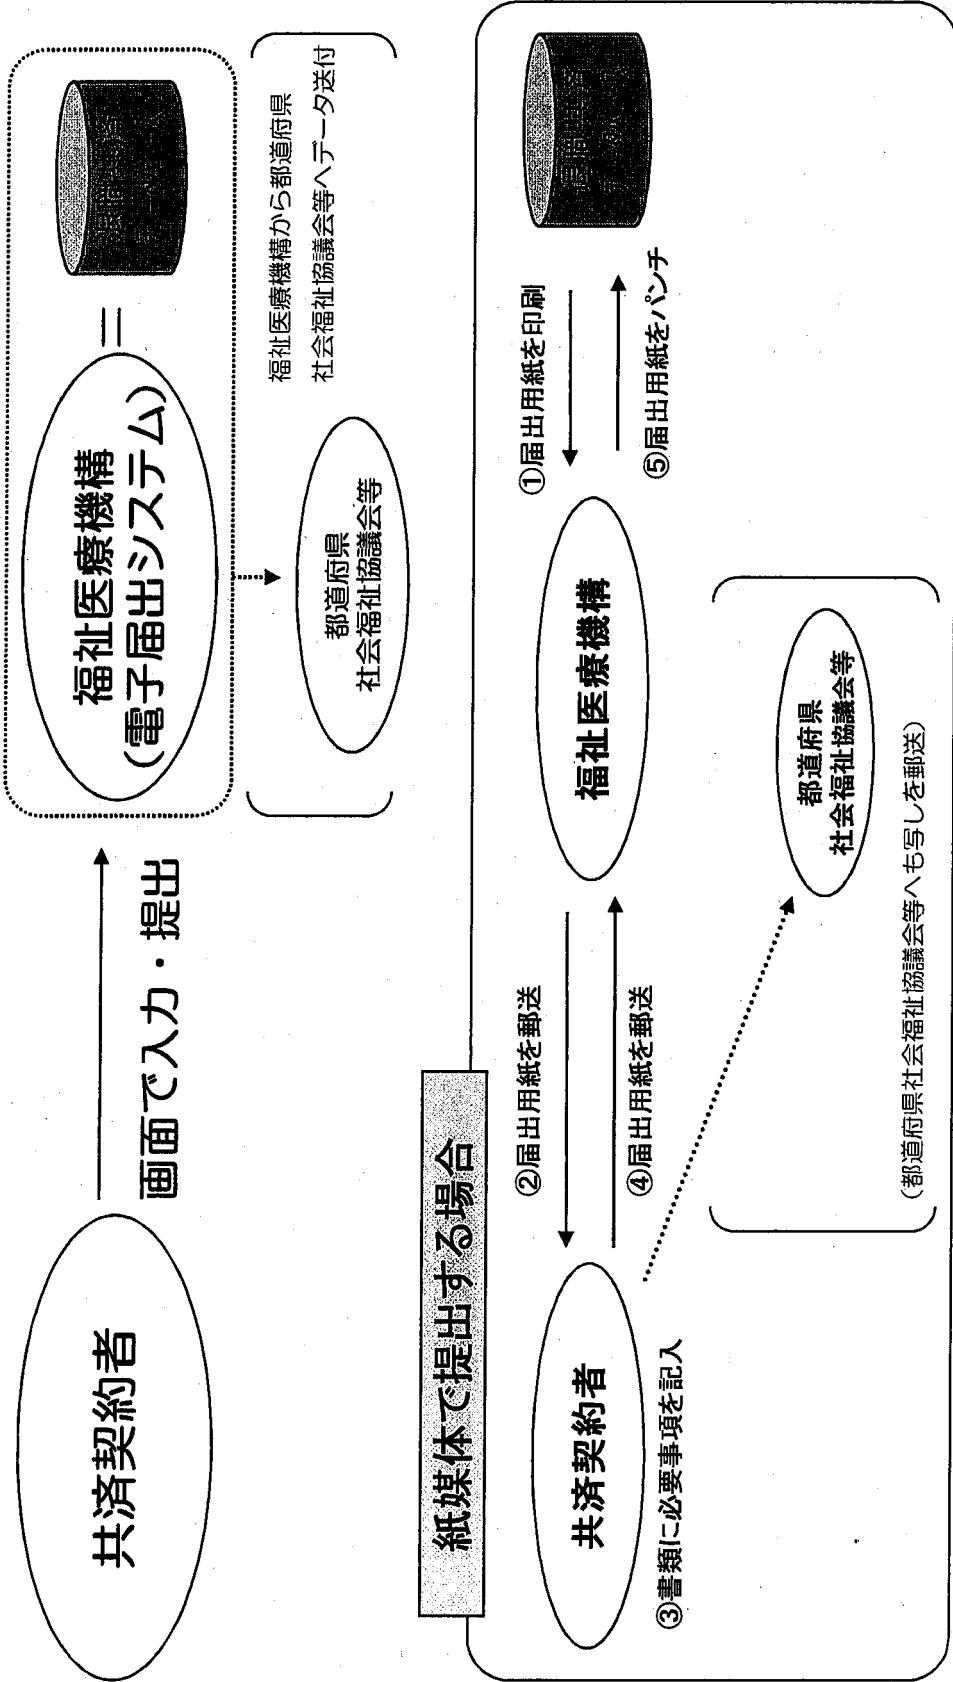 共済契約者
画面で入力・提出
福祉医療機構
(電子届出システム)
＝
都道府県
社会福祉協議会等
福祉医療機構から都道府県
社会福祉協議会等へデータ送付
紙媒体で提出する場合
共済契約者
③書類に必要事項を記入
②届出用紙を郵送
④届出用紙を郵送
福祉医療機構
①届出用紙を印刷
⑤届出用紙をパンチ
都道府県
社会福祉協議会等
(都道府県社会福祉協議会等へも写しを郵送)